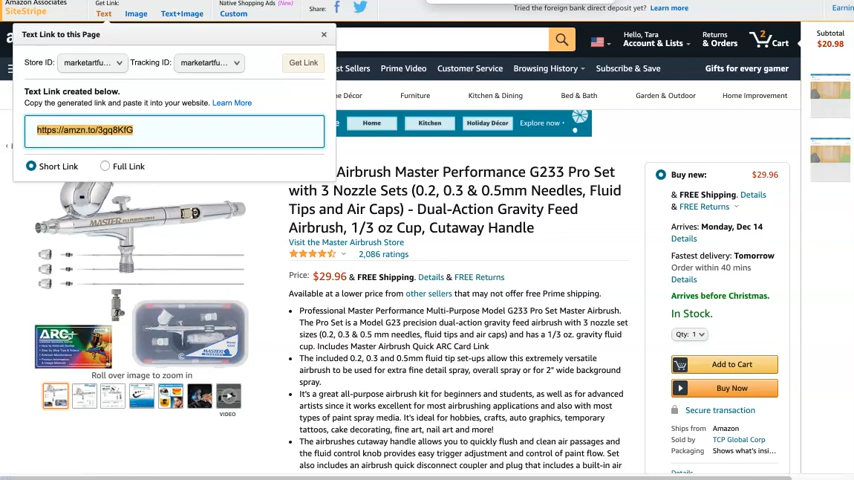 Amazon Associates
SiteStripe
Get Link:
Text
Image
Text+Image
Native Shopping Ads (New)
Custom
Share:
Tried the foreign bank direct deposit yet? Learn more
Earnin
Text Link to this Page
Store ID: marketartfu...
Tracking ID: marketartfu...
Get Link
Text Link created below.
Copy the generated link and paste it into your website. Learn More
https://amzn.to/3gq8KfG
Short Link
Full Link
Hello, Tara
Account & Lists
Returns
& Orders
2
Cart
Subtotal
$20.98
st Sellers
Prime Video
Customer Service
Browsing History
Subscribe & Save
Gifts for every gamer
Décor
Furniture
Kitchen & Dining
Bed & Bath
Garden & Outdoor
Home Improvement
Home
Kitchen
Holiday Décor
Explore now ›
Airbrush Master Performance G233 Pro Set
with 3 Nozzle Sets (0.2, 0.3 & 0.5mm Needles, Fluid
Tips and Air Caps) - Dual-Action Gravity Feed
Airbrush, 1/3 oz Cup, Cutaway Handle
Visit the Master Airbrush Store
2,086 ratings
Price: $29.96 & FREE Shipping. Details & FREE Returns
Available at a lower price from other sellers that may not offer free Prime shipping.
• Professional Master Performance Multi-Purpose Model G233 Pro Set Master Airbrush.
The Pro Set is a Model G23 precision dual-action gravity feed airbrush with 3 nozzle set
sizes (0.2, 0.3 & 0.5 mm needles, fluid tips and air caps) and has a 1/3 oz. gravity fluid
cup. Includes Master Airbrush Quick ARC Card Link
• The included 0.2, 0.3 and 0.5mm fluid tip set-ups allow this extremely versatile
airbrush to be used for extra fine detail spray, overall spray or for 2" wide background
spray.
• It's a great all-purpose airbrush kit for beginners and students, as well as for advanced
artists since it works excellent for most airbrushing applications and also with most
types of paint spray media. It's ideal for hobbies, crafts, auto graphics, temporary
tattoos, cake decorating, fine art, nail art and more!
• The airbrushes cutaway handle allows you to quickly flush and clean air passages and
the fluid control knob provides easy trigger adjustment and control of paint flow. Set
also includes an airbrush quick disconnect coupler and plug that includes a built-in air
MASTER
ARC
Roll over image to zoom in
VIDEO
Buy new:
$29.96
& FREE Shipping. Details
& FREE Returns
Arrives: Monday, Dec 14
Details
Fastest delivery: Tomorrow
Order within 40 mins
Details
Arrives before Christmas.
In Stock.
Qty: 1
Add to Cart
Buy Now
Secure transaction
Ships from Amazon
Sold by TCP Global Corp
Packaging Shows what's insi...
Details